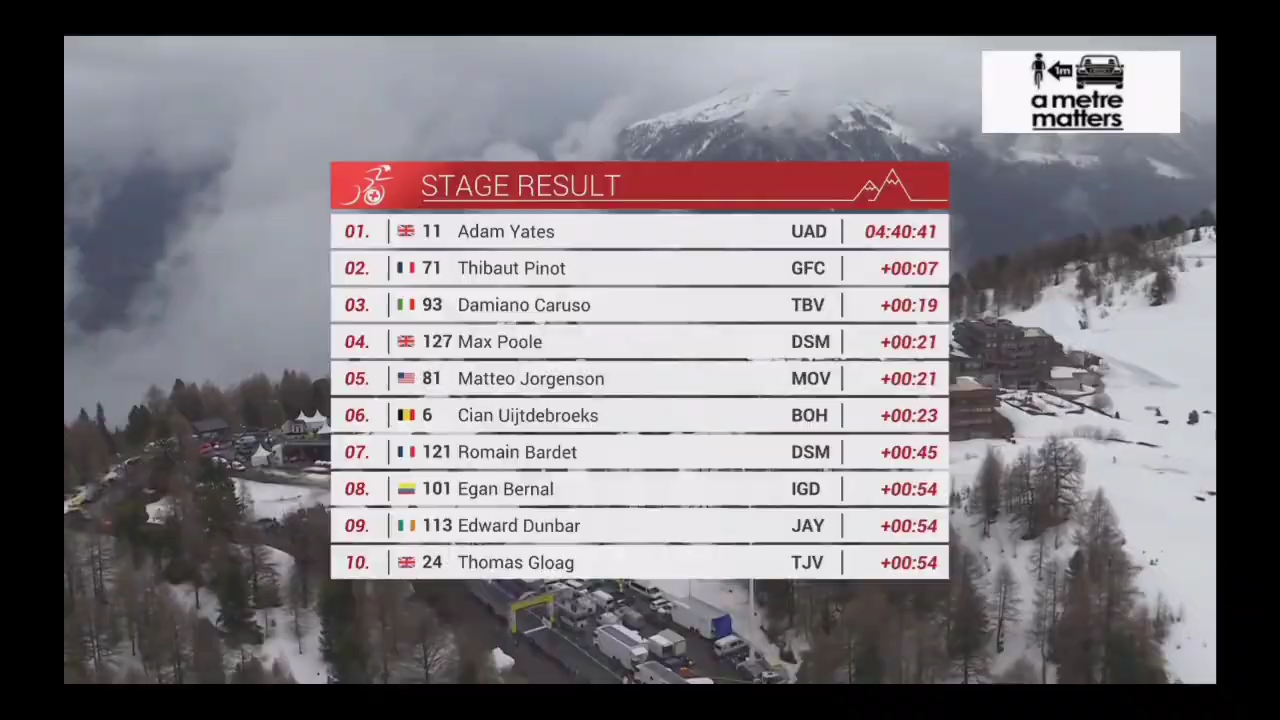 1m
a metre
matters
STAGE RESULT
01. 11 Adam Yates UAD 04:40:41
02. 71 Thibaut Pinot GFC +00:07
03. 93 Damiano Caruso TBV +00:19
04. 127 Max Poole DSM +00:21
05. 81 Matteo Jorgenson MOV +00:21
06. 6 Cian Uijtdebroeks BOH +00:23
07. 121 Romain Bardet DSM +00:45
08. 101 Egan Bernal IGD +00:54
09. 113 Edward Dunbar JAY +00:54
10. 24 Thomas Gloag TJV +00:54